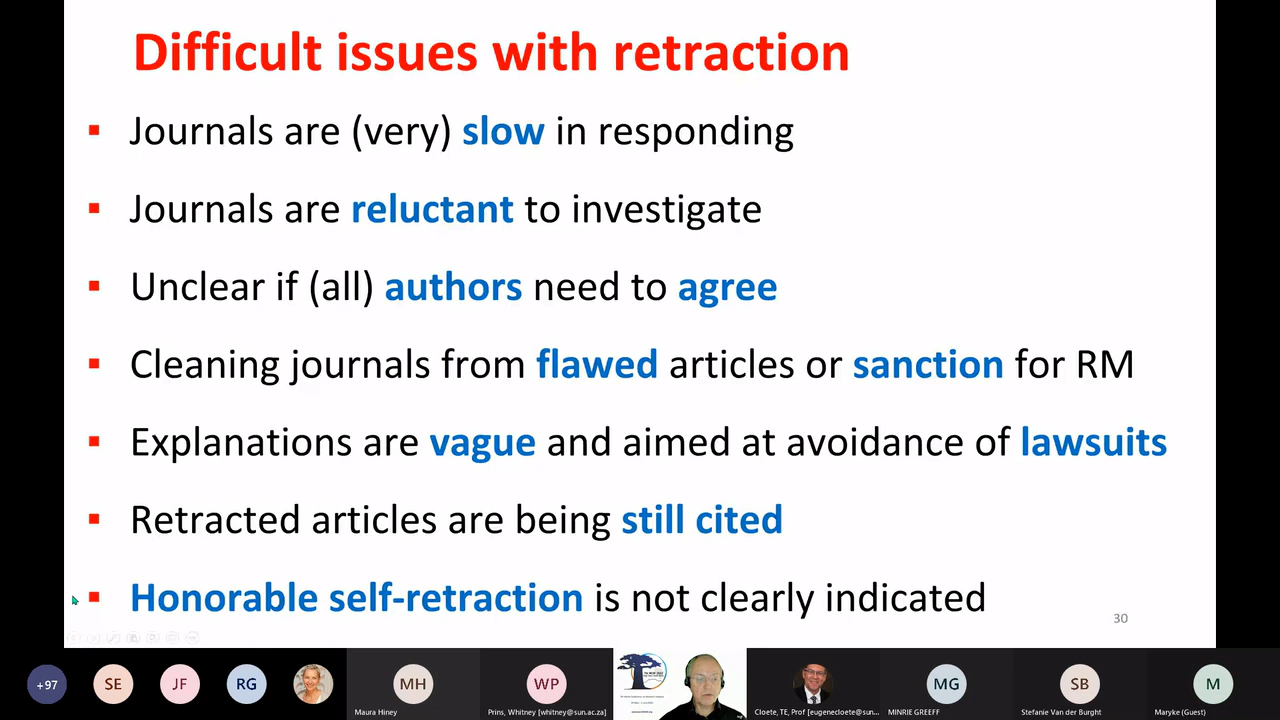 Difficult issues with retraction
Journals are (very) slow in responding
Journals are reluctant to investigate
Unclear if (all) authors need to agree
Cleaning journals from flawed articles or sanction for RM
Explanations are vague and aimed at avoidance of lawsuits
Retracted articles are being still cited
Honorable self-retraction is not clearly indicated
30
+97
SE
JF
RG
MH
WP
MG
SB
M
Maura Hiney
Prins, Whitney [whitney@sun.ac.za]
Cloete, TE, Prof [eugenecloete@sun...
MINRIE GREEFF
Stefanie Van der Burght
Maryke (Guest)